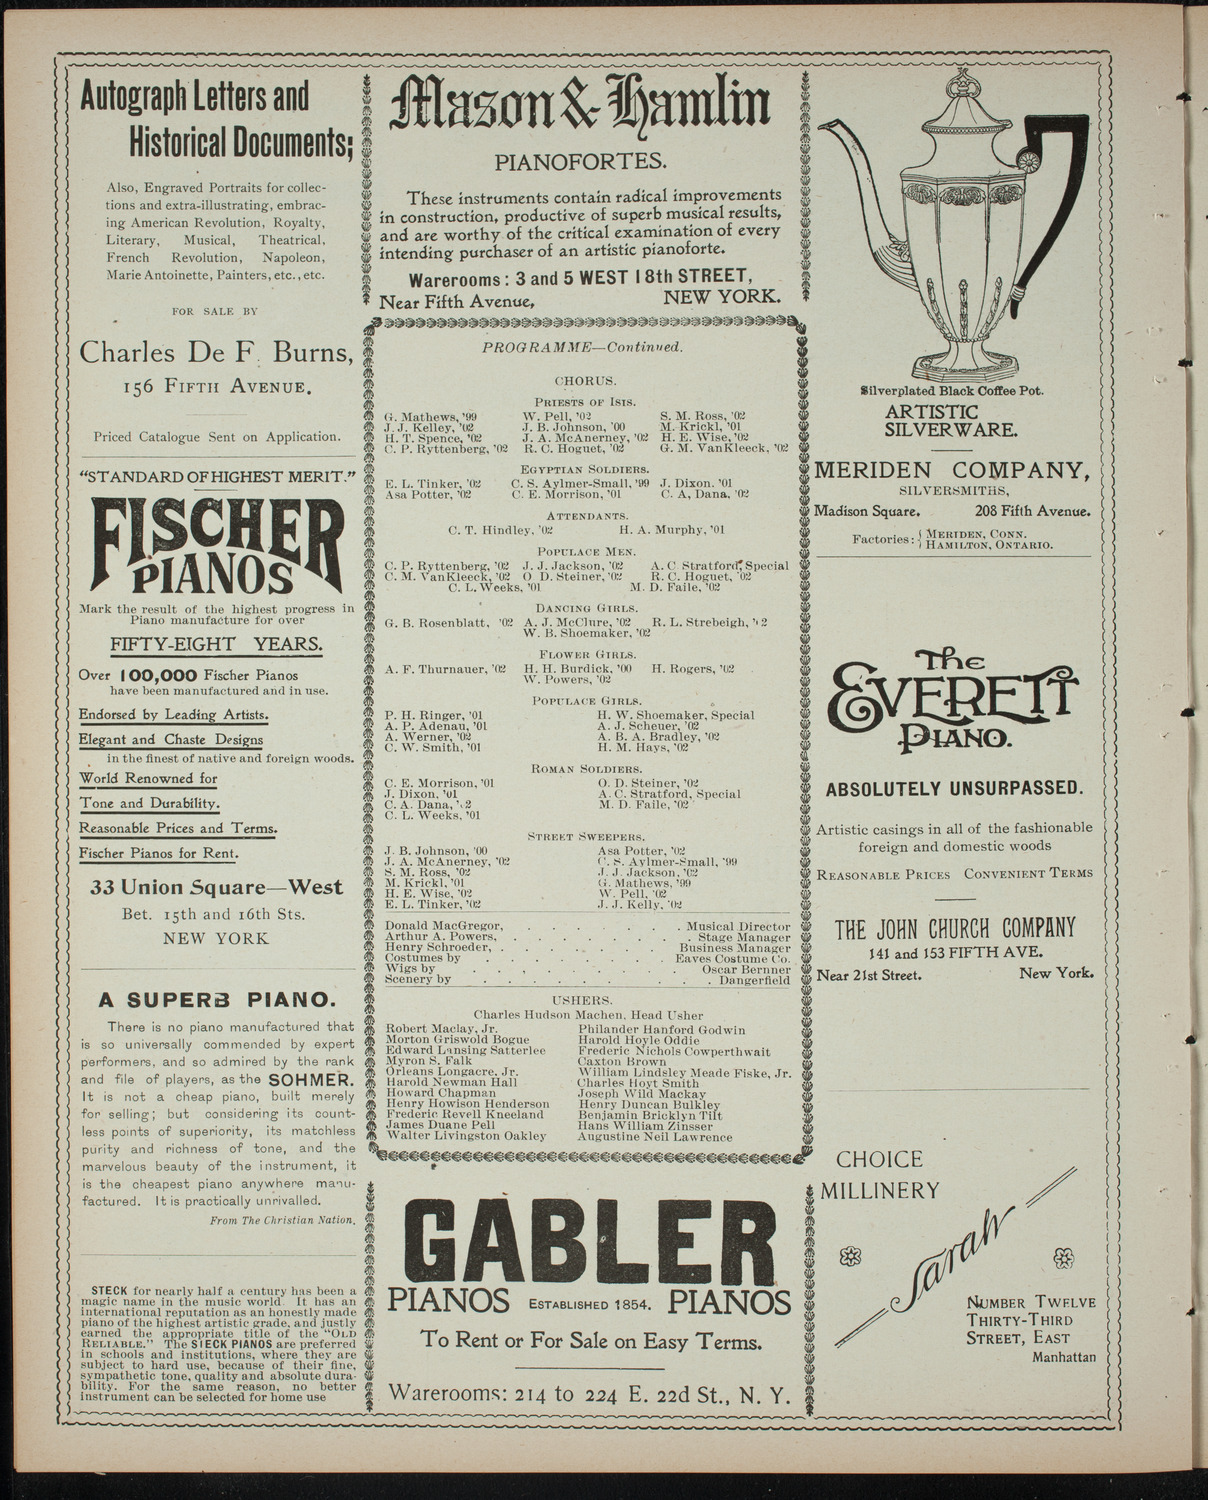 Autograph Letters and
Historical Documents;
Also, Engraved Portraits for collec-
tions and extra-illustrating, embrac-
ing American Revolution, Royalty,
Literary, Musical, Theatrical,
French Revolution, Napoleon,
Marie Antoinette, Painters, etc., etc.
FOR SALE BY
Charles De F. Burns,
156 FIFTH AVENUE.
Priced Catalogue Sent on Application.
"STANDARD OF HIGHEST MERIT."
FISCHER
PIANOS
Mark the result of the highest progress in
Piano manufacture for over
FIFTY-EIGHT YEARS.
Over 100,000 Fischer Pianos
have been manufactured and in use.
Endorsed by Leading Artists.
Elegant and Chaste Designs
in the finest of native and foreign woods.
World Renowned for
Tone and Durability.
Reasonable Prices and Terms.
Fischer Pianos for Rent.
33 Union Square—West
Bet. 15th and 16th Sts.
NEW YORK
A SUPERB PIANO.
There is no piano manufactured that
is so universally commended by expert
performers, and so admired by the rank
and file of players, as the SOHMER.
It is not a cheap piano, built merely
for selling; but considering its count-
less points of superiority, its matchless
purity and richness of tone, and the
marvelous beauty of the instrument, it
is the cheapest piano anywhere manu-
factured. It is practically unrivalled.
From The Christian Nation.
STECK for nearly half a century has been a
magic name in the music world. It has an
international reputation as an honestly made
piano of the highest artistic grade, and justly
earned the appropriate title of the "OLD
RELIABLE." The STECK PIANOS are preferred
in schools and institutions, where they are
subject to hard use, because of their fine,
sympathetic tone, quality and absolute dura-
bility. For the same reason, no better
instrument can be selected for home use
Mason & Hamlin
PIANOFORTES.
These instruments contain radical improvements
in construction, productive of superb musical results,
and are worthy of the critical examination of every
intending purchaser of an artistic pianoforte.
Warerooms: 3 and 5 WEST 18th STREET,
Near Fifth Avenue, NEW YORK.
PROGRAMME—Continued.
CHORUS.
PRIESTS OF ISIS.
G. Mathews, '99 W. Pell, '02 S. M. Ross, '02
J. J. Kelley, '02 J. B. Johnson, '00 M. Krickl, '01
H. T. Spence, '02 J. A. McAnerney, '02 H. E. Wise, '02
C. P. Ryttenberg, '02 R. C. Hoguet, '02 G. M. VanKleeck, '02
EGYPTIAN SOLDIERS.
E. L. Tinker, '02 C. S. Aylmer-Small, '99 J. Dixon. '01
Asa Potter, '02 C. E. Morrison, '01 C. A, Dana, '02
ATTENDANTS.
C. T. Hindley, '02 H. A. Murphy, '01
POPULACE MEN.
C. P. Ryttenberg, '02 J. J. Jackson, '02 A. C. Stratford, Special
C. M. VanKleeck, '02 O. D. Steiner, '02 R. C. Hoguet, '02
C. L. Weeks, '01 M. D. Faile, '02
DANCING GIRLS.
G. B. Rosenblatt, '02 A. J. McClure, '02 R. L. Strebeigh, '02
W. B. Shoemaker, '02
FLOWER GIRLS.
A. F. Thurnauer, '02 H. H. Burdick, '00 H. Rogers, '02
W. Powers, '02
POPULACE GIRLS.
P. H. Ringer, '01 H. W. Shoemaker, Special
A. P. Adenau, '01 A. J. Scheuer, '02
A. Werner, '02 A. B. A. Bradley, '02
C. W. Smith, '01 H. M. Hays, '02
ROMAN SOLDIERS.
C. E. Morrison, '01 O. D. Steiner, '02
J. Dixon, '01 A. C. Stratford, Special
C. A. Dana, '02 M. D. Faile, '02
C. L. Weeks, '01
STREET SWEEPERS.
J. B. Johnson, '00 Asa Potter, '02
J. A. McAnerney, '02 C. S. Aylmer-Small, '99
S. M. Ross, '02 J. J. Jackson, '02
M. Krickl, '01 G. Mathews, '99
H. E. Wise, '02 W. Pell, '02
E. L. Tinker, '02 J. J. Kelly, '02
Donald MacGregor, . . . . . Musical Director
Arthur A. Powers, . . . . . Stage Manager
Henry Schroeder, . . . . . Business Manager
Costumes by . . . . . Eaves Costume Co.
Wigs by . . . . . Oscar Bernner
Scenery by . . . . . Dangerfield
USHERS.
Charles Hudson Machen, Head Usher
Robert Maclay, Jr. Philander Hanford Godwin
Morton Griswold Bogue Harold Hoyle Oddie
Edward Lansing Satterlee Frederic Nichols Cowperthwait
Myron S. Falk Caxton Brown
Orleans Longacre, Jr. William Lindsley Meade Fiske, Jr.
Harold Newman Hall Charles Hoyt Smith
Howard Chapman Joseph Wild Mackay
Henry Howison Henderson Henry Duncan Bulkley
Frederic Revell Kneeland Benjamin Bricklyn Tilt
James Duane Pell Hans William Zinsser
Walter Livingston Oakley Augustine Neil Lawrence
GABLER
PIANOS ESTABLISHED 1854. PIANOS
To Rent or For Sale on Easy Terms.
Warerooms: 214 to 224 E. 22d St., N. Y.
Silverplated Black Coffee Pot.
ARTISTIC
SILVERWARE.
MERIDEN COMPANY,
SILVERSMITHS,
Madison Square. 208 Fifth Avenue.
Factories: { MERIDEN, CONN.
HAMILTON, ONTARIO.
The
EVERETT
PIANO.
ABSOLUTELY UNSURPASSED.
Artistic casings in all of the fashionable
foreign and domestic woods
REASONABLE PRICES CONVENIENT TERMS
THE JOHN CHURCH COMPANY
141 and 153 FIFTH AVE.
Near 21st Street. New York.
CHOICE
MILLINERY
Sarah
NUMBER TWELVE
THIRTY-THIRD
STREET, EAST
Manhattan